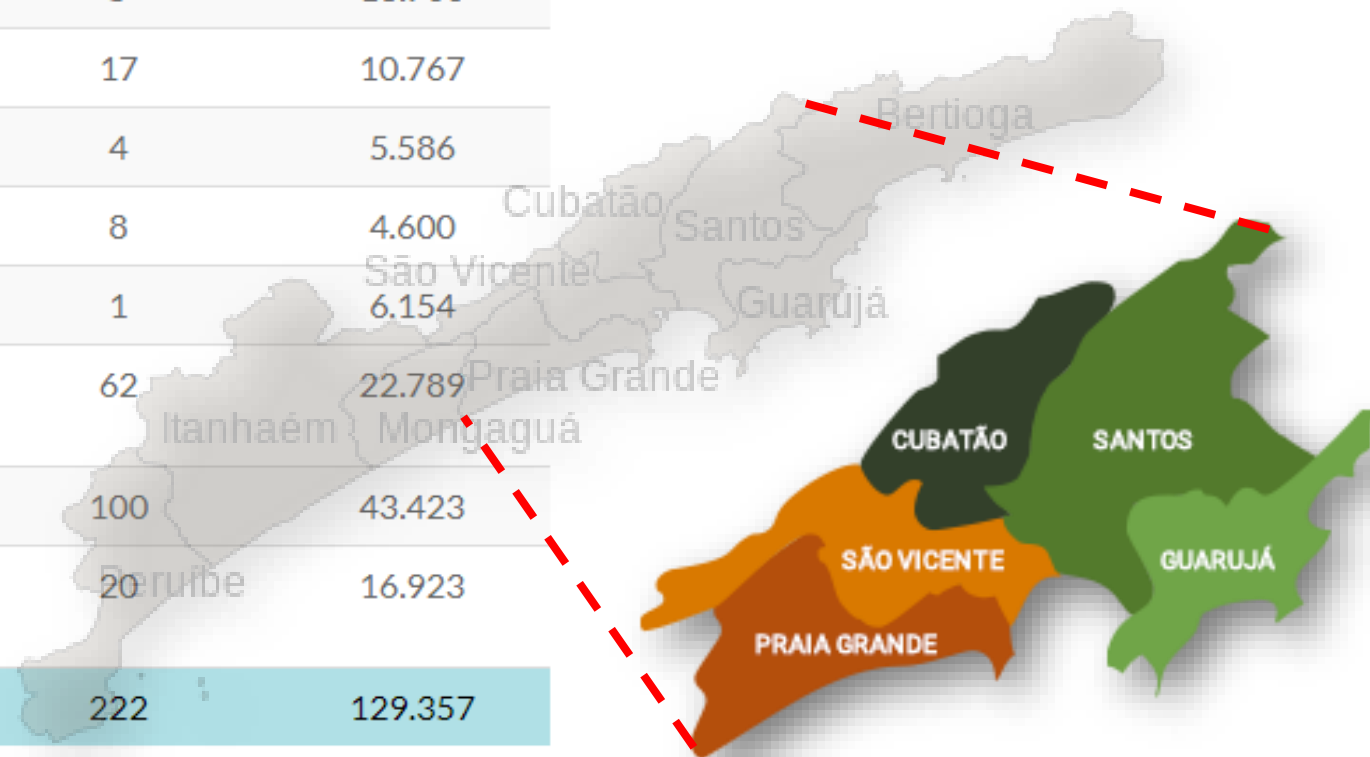 17 10.767
Bertioga
4 5.586
Cubatão
8 4.600
Santos
São Vicente
1 6.154
Guarujá
62 22.789
Praia Grande
Itanhaém
Mongaguá
CUBATÃO
SANTOS
100 43.423
SÃO VICENTE
GUARUJÁ
20 16.923
Peruíbe
PRAIA GRANDE
222 129.357